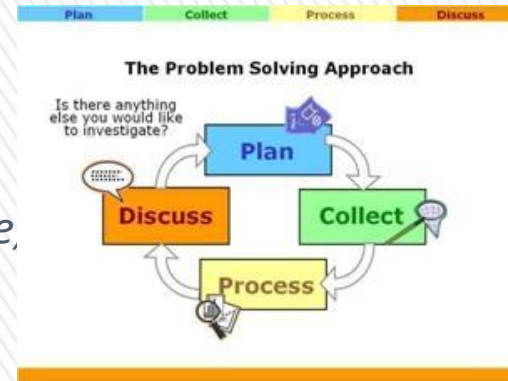 Plan Collect Process Discuss
The Problem Solving Approach
Is there anything
else you would like
to investigate?
Plan
Discuss
Collect
Process